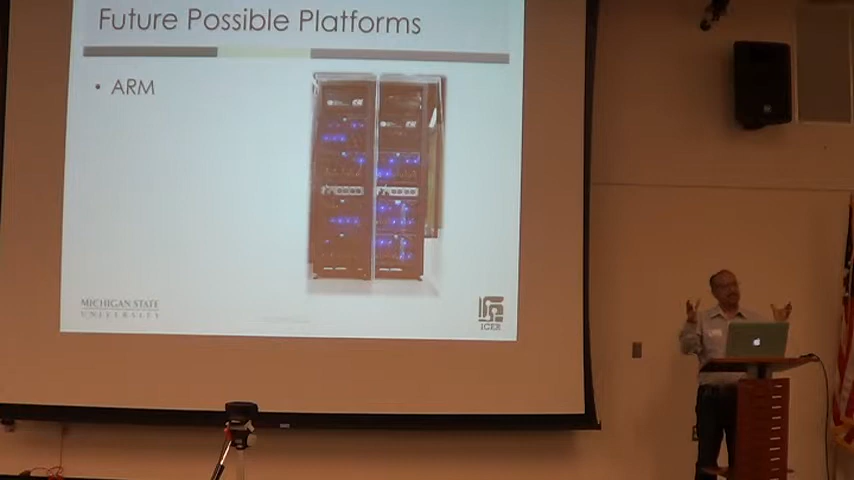 Future Possible Platforms
• ARM
MICHIGAN STATE
UNIVERSITY
ICER